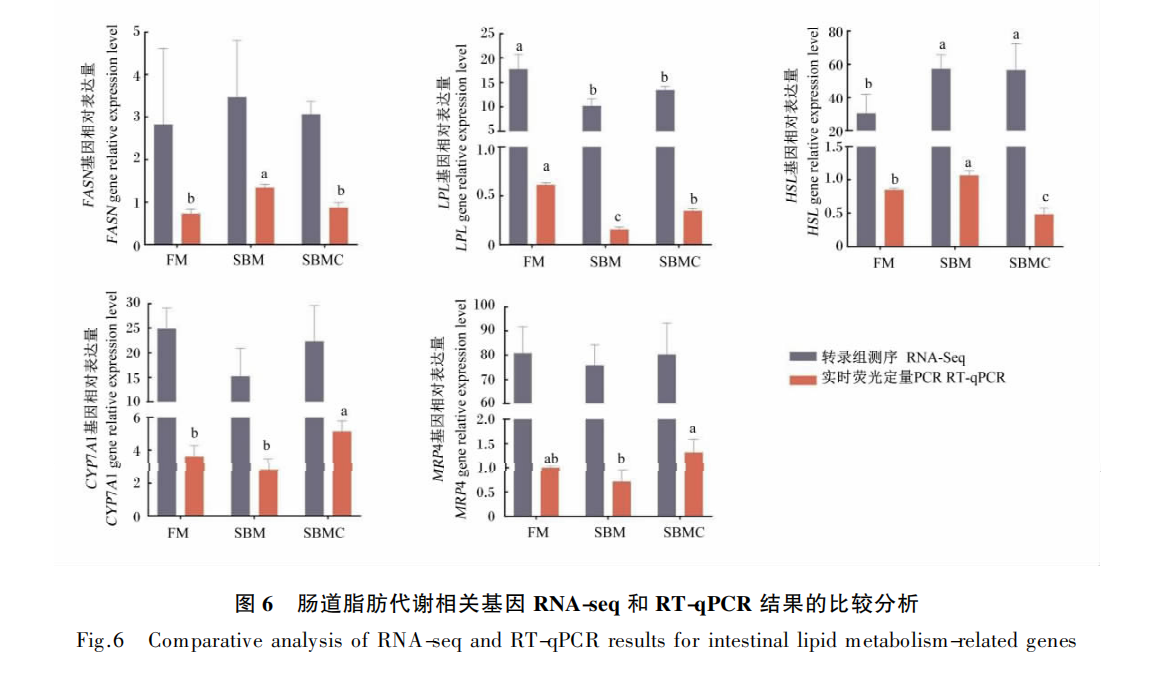 FASN基因相对表达量
FASN gene relative expression level
5
4
3
2
1
0
b
a
b
FM
SBM
SBMC
LPL基因相对表达量
LPL gene relative expression level
25
20
15
10
5
1.0
0.5
0
a
b
b
a
c
b
FM
SBM
SBMC
HSL基因相对表达量
HSL gene relative expression level
80
60
40
20
1.5
1.0
0.5
0
b
a
a
b
a
c
FM
SBM
SBMC
CYP7A1基因相对表达量
CYP7A1 gene relative expression level
30
25
20
15
10
6
4
2
0
b
b
a
FM
SBM
SBMC
MRP4基因相对表达量
MRP4 gene relative expression level
100
90
80
70
60
2.0
1.5
1.0
0.5
0
ab
b
a
FM
SBM
SBMC
转录组测序 RNA-Seq
实时荧光定量PCR RT-qPCR
图 6 肠道脂肪代谢相关基因 RNA-seq 和 RT-qPCR 结果的比较分析
Fig.6 Comparative analysis of RNA-seq and RT-qPCR results for intestinal lipid metabolism-related genes